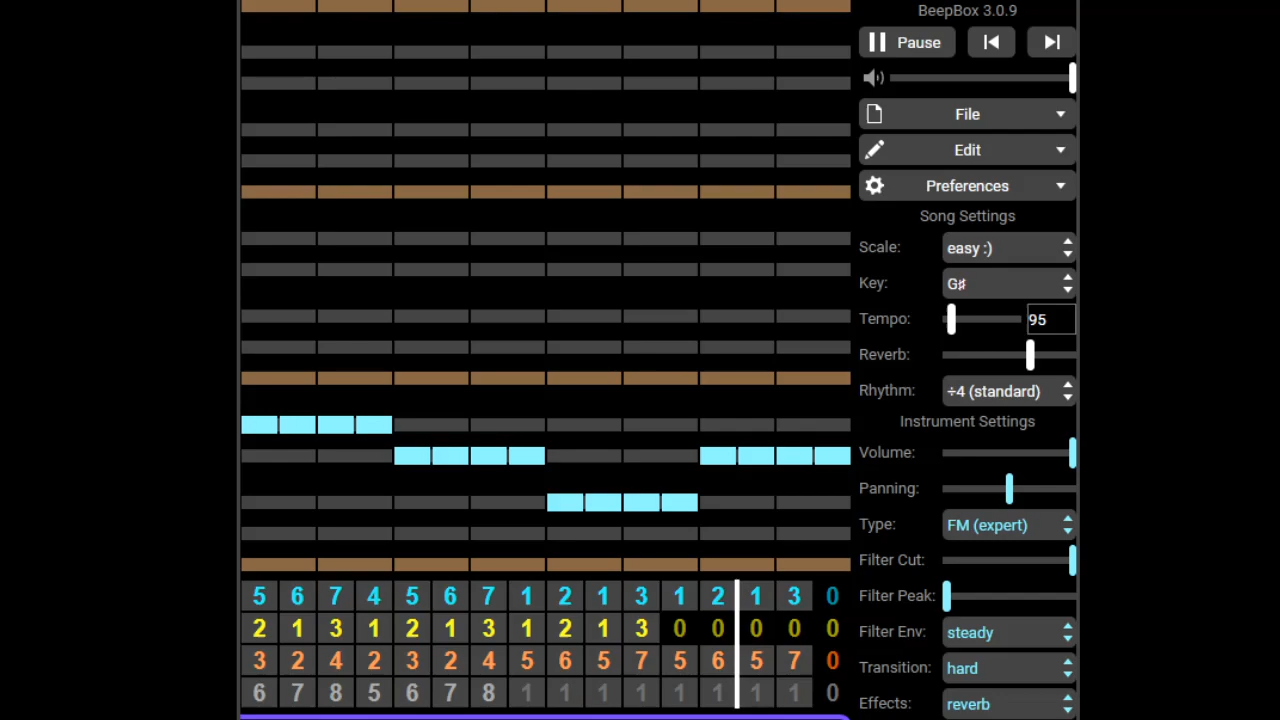 BeepBox 3.0.9
Pause
File
Edit
Preferences
Song Settings
Scale: easy :)
Key: G♯
Tempo: 95
Reverb:
Rhythm: ÷4 (standard)
Instrument Settings
Volume:
Panning:
Type: FM (expert)
Filter Cut:
Filter Peak:
Filter Env: steady
Transition: hard
Effects: reverb
5 6 7 4 5 6 7 1 2 1 3 1 2 1 3 0
2 1 3 1 2 1 3 1 2 1 3 0 0 0 0 0
3 2 4 2 3 2 4 5 6 5 7 5 6 5 7 0
6 7 8 5 6 7 8 1 1 1 1 1 1 1 1 0